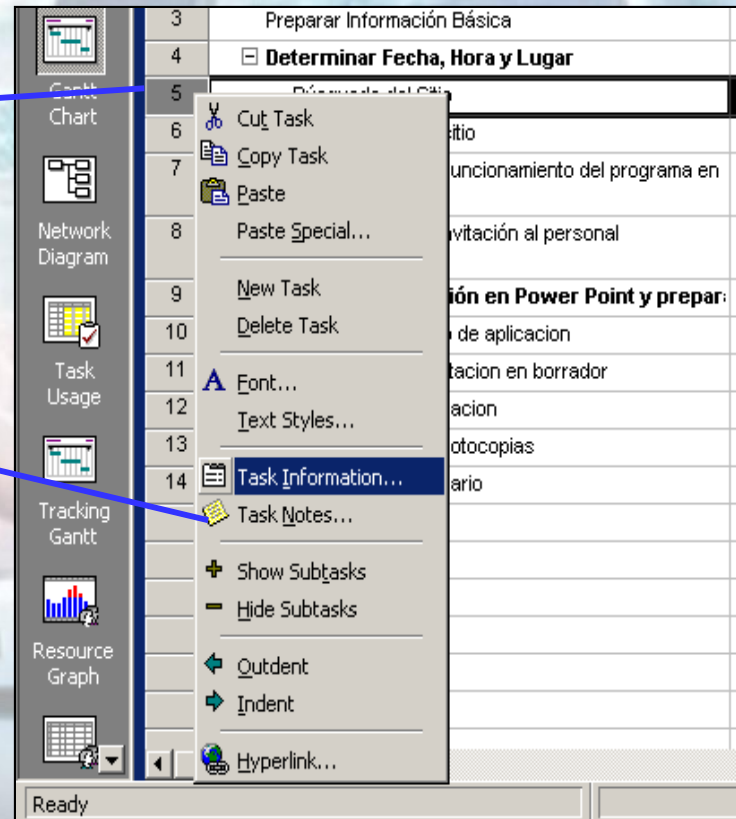 Gantt
Chart
Network
Diagram
Task
Usage
Tracking
Gantt
Resource
Graph
3 Preparar Información Básica
4 Determinar Fecha, Hora y Lugar
5
6 itio
7 uncionamiento del programa en
8 vitación al personal
9 ión en Power Point y prepar
10 de aplicacion
11 tacion en borrador
12 acion
13 otocopias
14 ario
Cut Task
Copy Task
Paste
Paste Special...
New Task
Delete Task
Font...
Text Styles...
Task Information...
Task Notes...
Show Subtasks
Hide Subtasks
Outdent
Indent
Hyperlink...
Ready